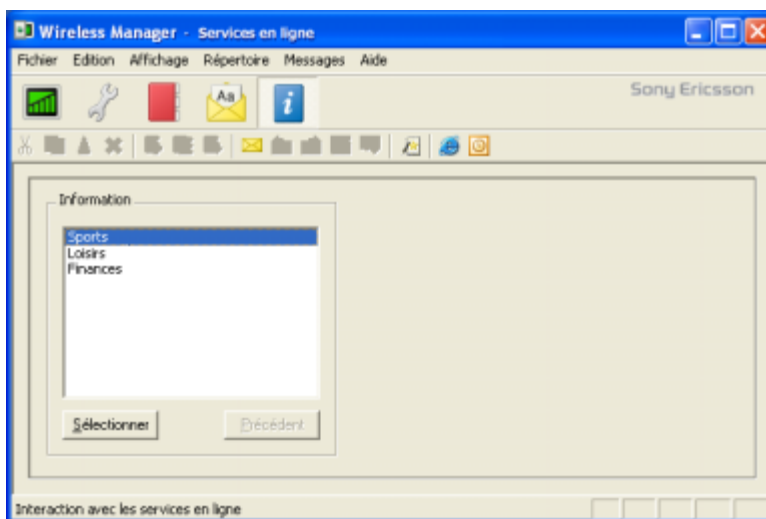 Wireless Manager - Services en ligne
Fichier Edition Affichage Répertoire Messages Aide
Aa
i
Sony Ericsson
Information
Sports
Loisirs
Finances
Sélectionner Précédent
Interaction avec les services en ligne